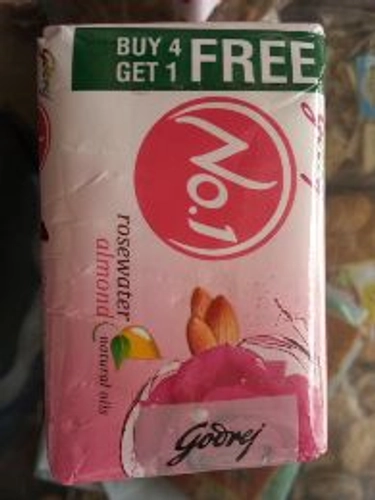 BUY 4
GET 1 FREE
No.1
rosewater
almond
natural oils
Godrej